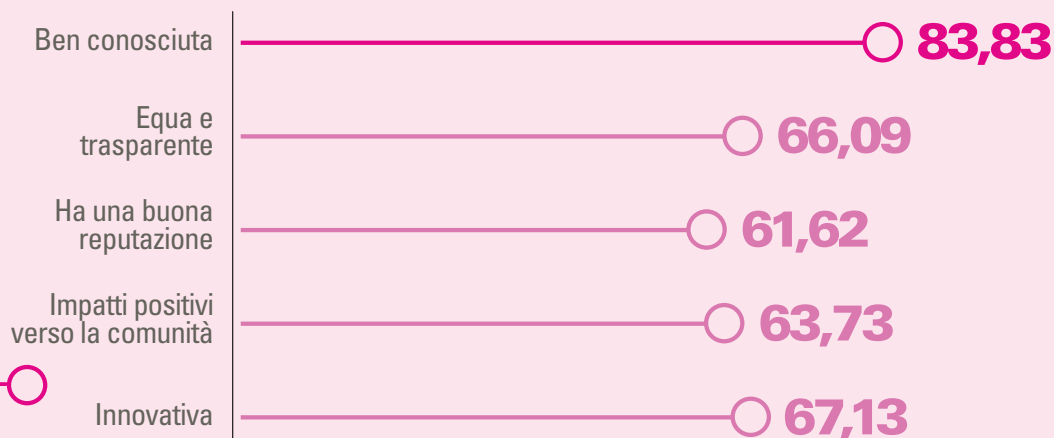 Ben conosciuta
83,83
Equa e
trasparente
66,09
Ha una buona
reputazione
61,62
Impatti positivi
verso la comunità
63,73
Innovativa
67,13